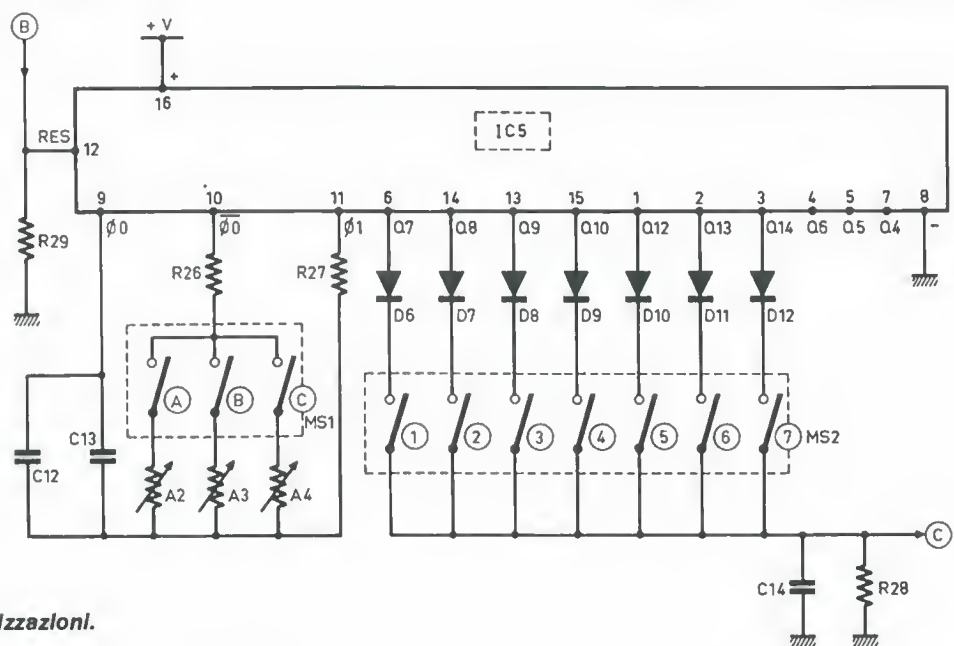 B
+ V
+
16
IC5
RES
12
9 10 11 6 14 13 15 1 2 3 4 5 7 8
Ø0 Ø0 Ø1 Q7 Q8 Q9 Q10 Q12 Q13 Q14 Q6 Q5 Q4 -
R29
R26 R27
D6 D7 D8 D9 D10 D11 D12
A B C
MS1
1 2 3 4 5 6 7 MS2
C12 C13
A2 A3 A4
C
C14 R28
izzazioni.